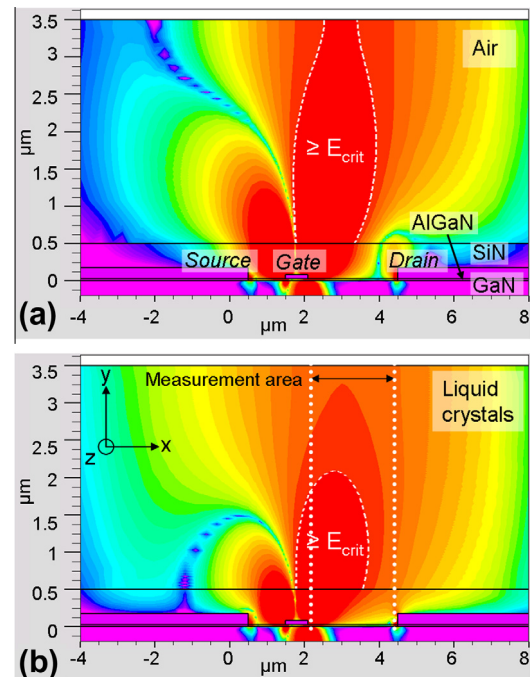 3.5
3
2.5
2
1.5
1
0.5
0
µm
Air
≥ Ecrit
AlGaN
Source
Gate
Drain
SiN
GaN
(a)
-4
-2
0
2
4
6
8
µm
3.5
3
2.5
2
1.5
1
0.5
0
µm
y
z
x
Measurement area
Liquid
crystals
≥ Ecrit
(b)
-4
-2
0
2
4
6
8
µm